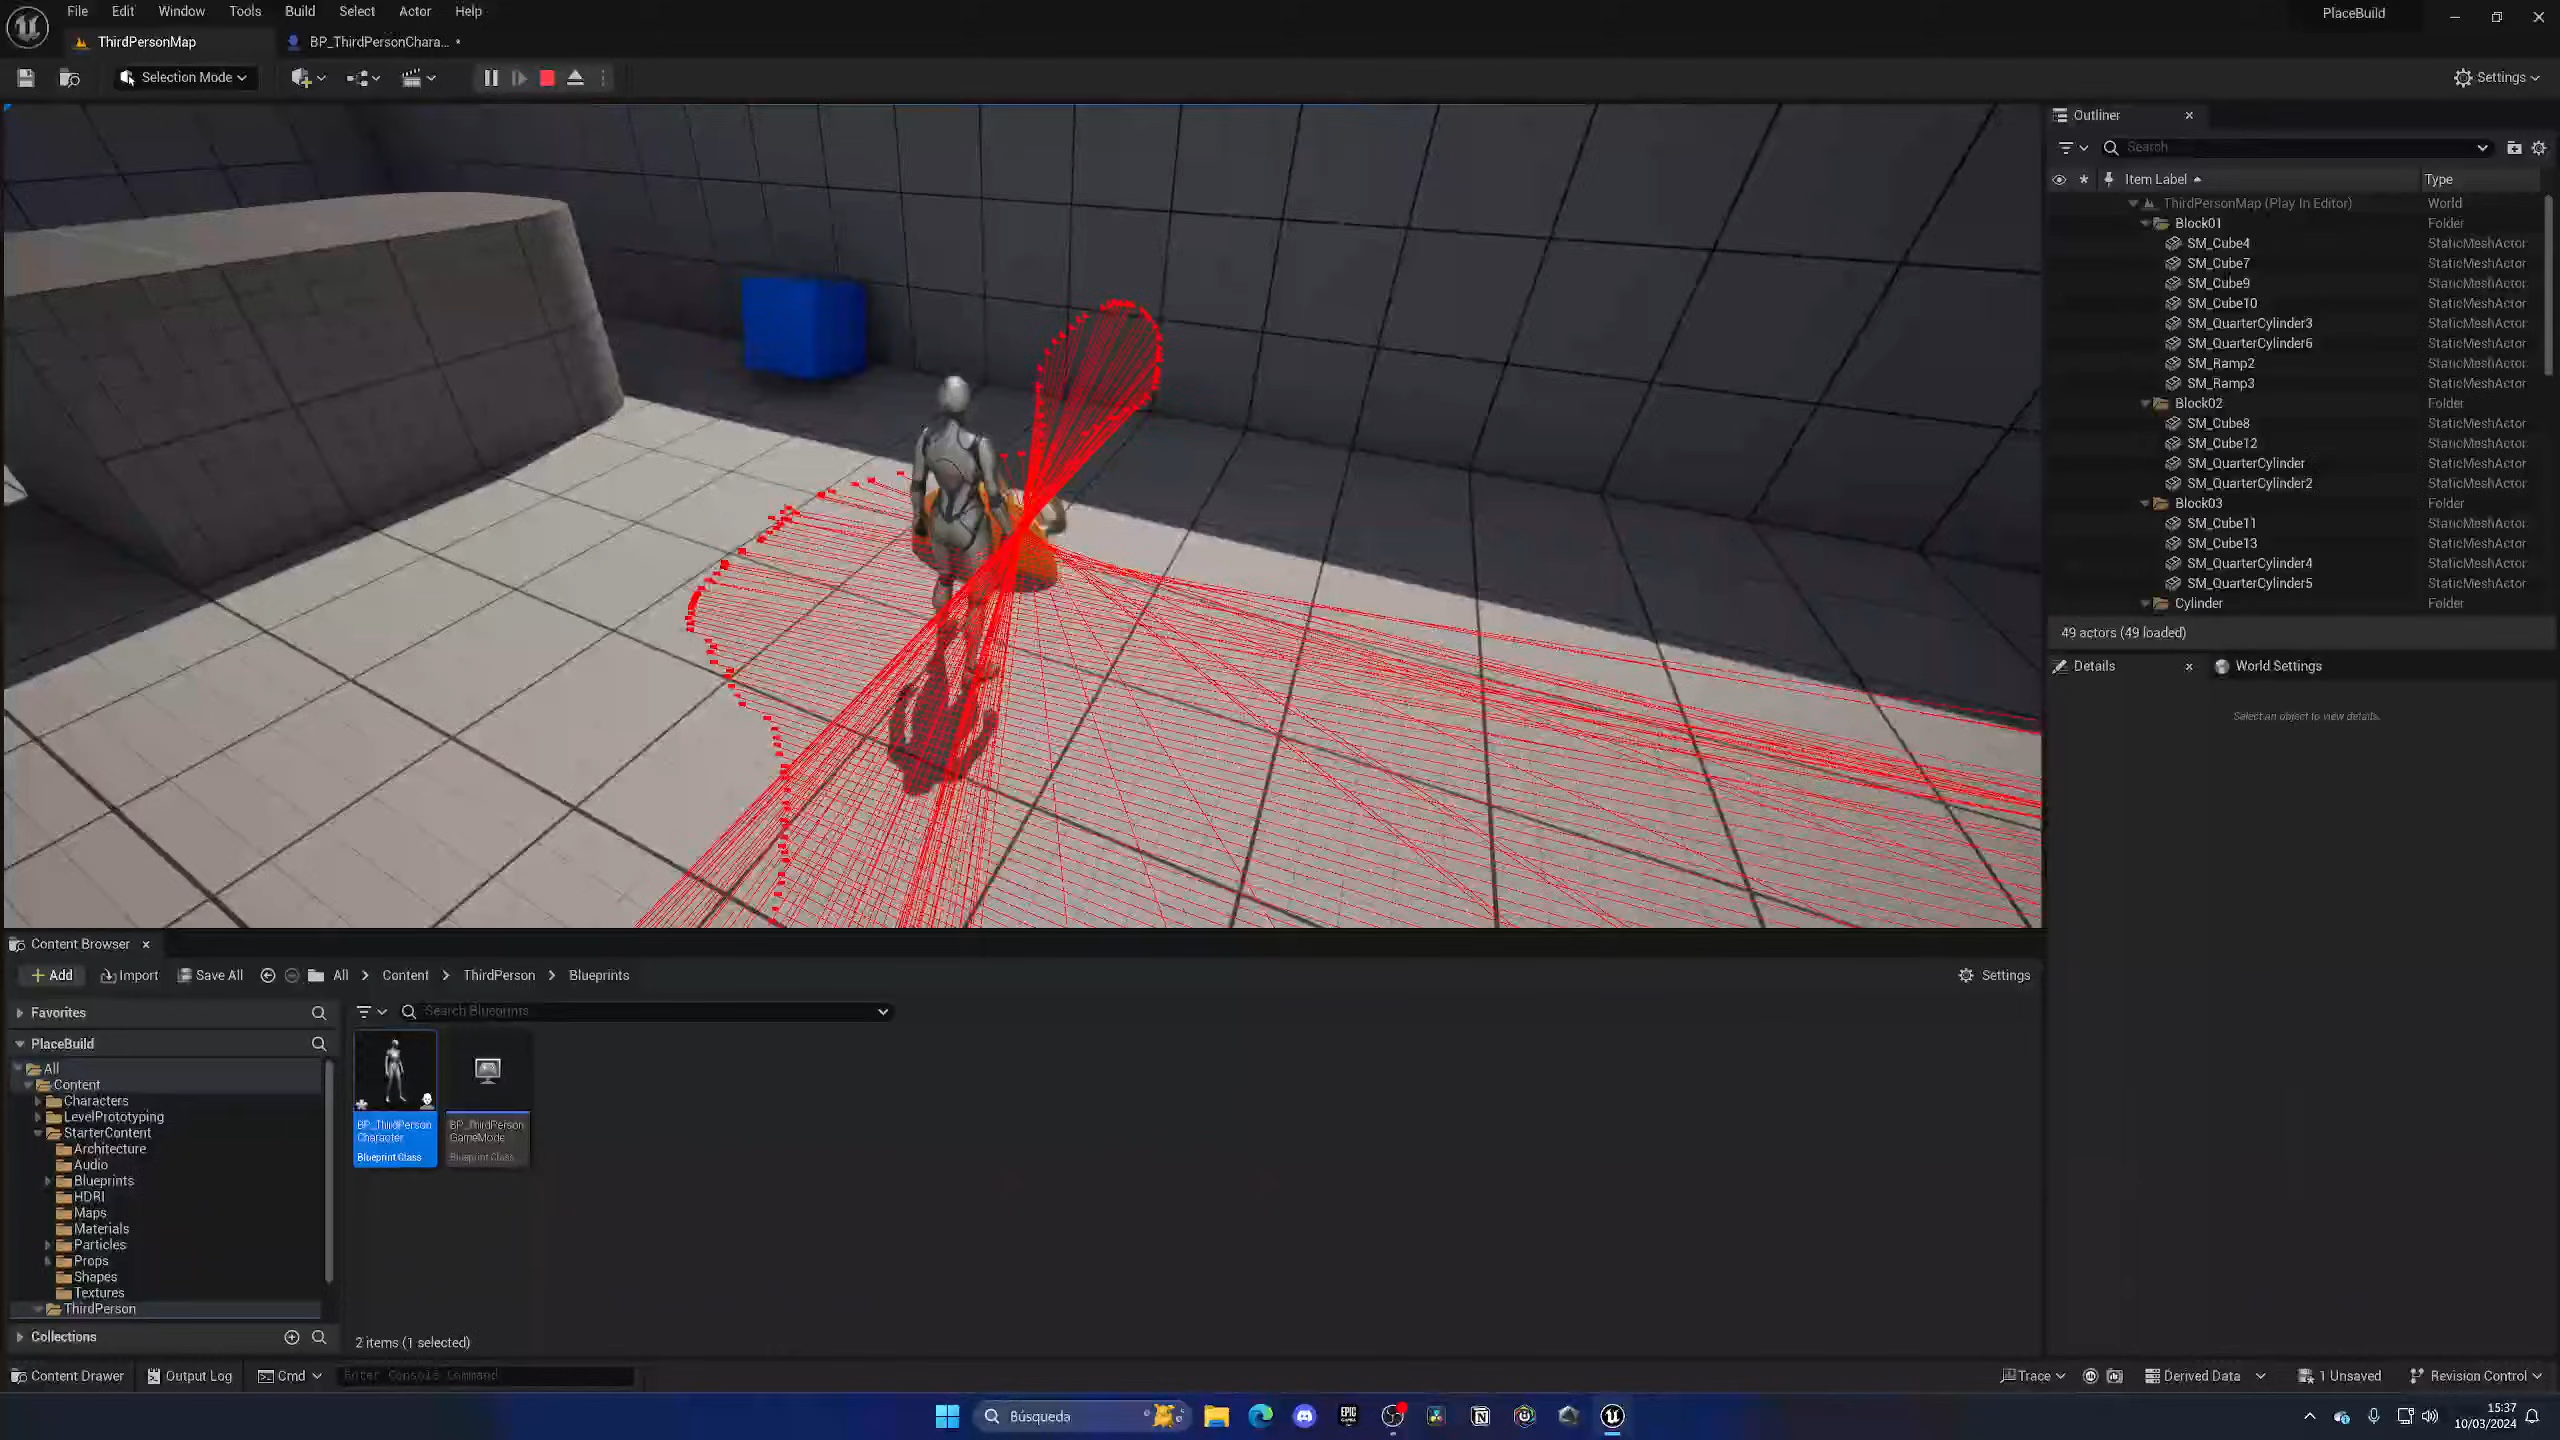 File Edit Window Tools Build Select Actor Help
PlaceBuild
ThirdPersonMap
BP_ThirdPersonChara... •
Selection Mode
Settings
Outliner
Search
Item Label
Type
ThirdPersonMap (Play In Editor) World
Block01 Folder
SM_Cube4 StaticMeshActor
SM_Cube7 StaticMeshActor
SM_Cube9 StaticMeshActor
SM_Cube10 StaticMeshActor
SM_QuarterCylinder3 StaticMeshActor
SM_QuarterCylinder6 StaticMeshActor
SM_Ramp2 StaticMeshActor
SM_Ramp3 StaticMeshActor
Block02 Folder
SM_Cube8 StaticMeshActor
SM_Cube12 StaticMeshActor
SM_QuarterCylinder StaticMeshActor
SM_QuarterCylinder2 StaticMeshActor
Block03 Folder
SM_Cube11 StaticMeshActor
SM_Cube13 StaticMeshActor
SM_QuarterCylinder4 StaticMeshActor
SM_QuarterCylinder5 StaticMeshActor
Cylinder Folder
49 actors (49 loaded)
Details
World Settings
Select an object to view details.
Content Browser
Add Import Save All All > Content > ThirdPerson > Blueprints
Settings
Favorites
Search Blueprints
PlaceBuild
All
Content
Characters
LevelPrototyping
StarterContent
Architecture
Audio
Blueprints
HDRI
Maps
Materials
Particles
Props
Shapes
Textures
ThirdPerson
Collections
BP_ThirdPerson
Character
Blueprint Class
BP_ThirdPerson
GameMode
Blueprint Class
2 items (1 selected)
Content Drawer Output Log Cmd Enter Console Command
Trace Derived Data 1 Unsaved Revision Control
Búsqueda
EPIC
GAMES
15:37
10/03/2024